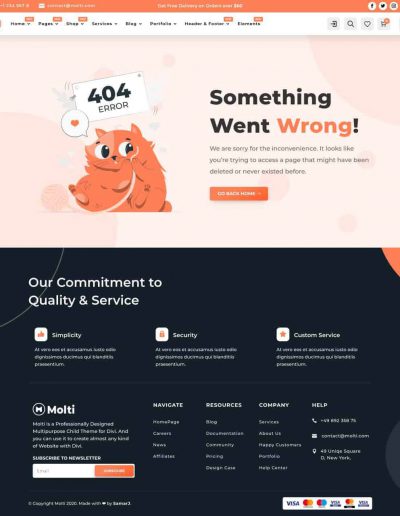 contact@molti.com
Get Free Delivery on Orders over $60
Home
Pages
Shop
Services
Blog
Portfolio
Header & Footer
Elements
404
ERROR
Something
Went Wrong!
We are sorry for the inconvenience. It looks like
you're trying to access a page that might have been
deleted or never existed before.
GO BACK HOME
Our Commitment to
Quality & Service
Simplicity
At vero eos et accusamus iusto odio
dignissimos ducimus qui blanditiis
praesentium.
Security
At vero eos et accusamus iusto odio
dignissimos ducimus qui blanditiis
praesentium.
Custom Service
At vero eos et accusamus iusto odio
dignissimos ducimus qui blanditiis
praesentium.
Molti
Molti is a Professionally Designed
Multipurpose Child Theme for Divi. And
you can use it to create almost any kind
of Website with Divi.
SUBSCRIBE TO NEWSLETTER
Email
SUBSCRIBE
NAVIGATE
HomePage
Careers
News
Affiliates
RESOURCES
Blog
Documentation
Community
Pricing
Design Case
COMPANY
Services
About Us
Happy Customers
Portfolio
Help Center
HELP
+49 892 359 75
contact@molti.com
49 Uniqe Square
D, New York,
© Copyright Molti 2020. Made with ❤ by SamarJ.
VISA